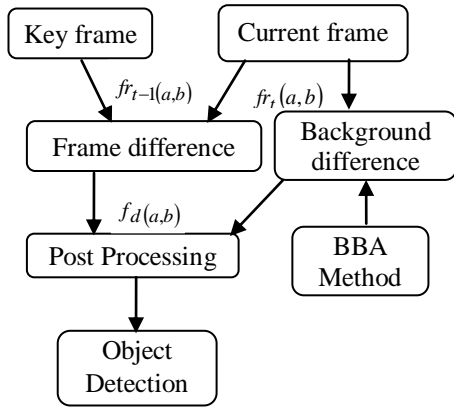 Key frame
Current frame
fr_{t−1}(a,b)
fr_t(a,b)
Frame difference
Background
difference
f_d(a,b)
Post Processing
BBA
Method
Object
Detection